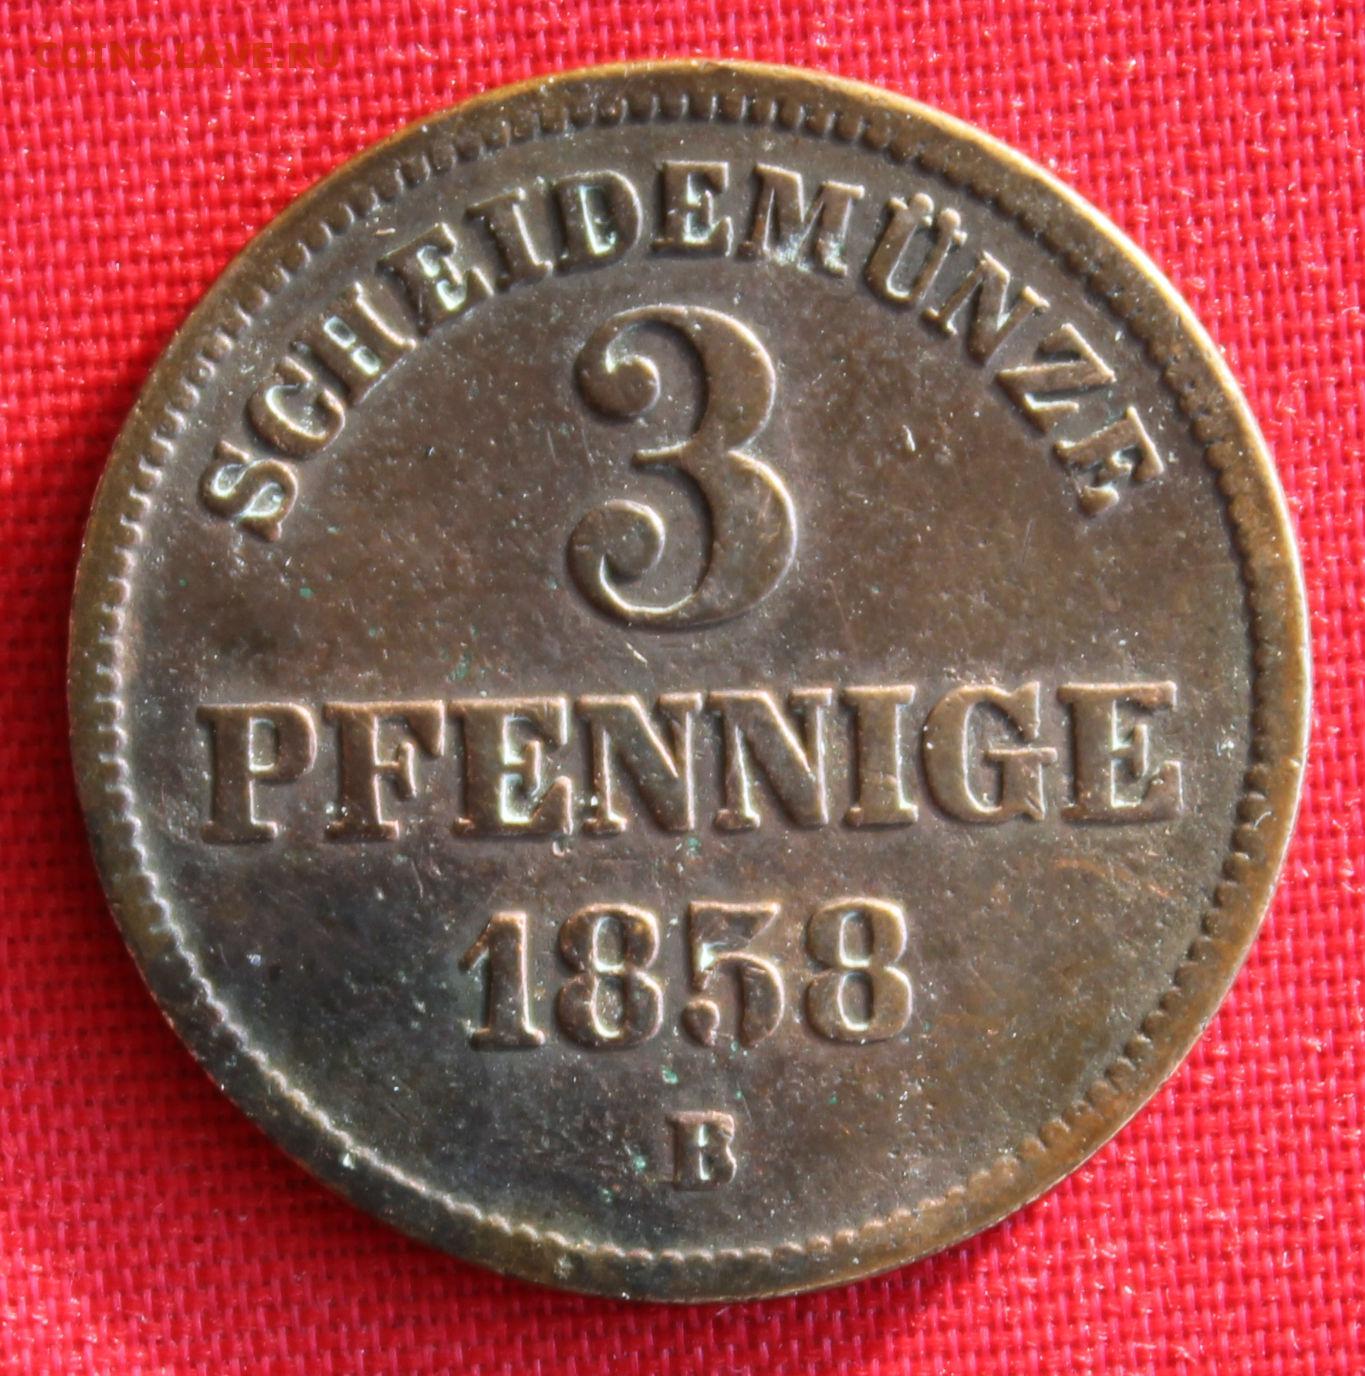 COINS.LAVE.RU
SCHEIDEMÜNZE
3
PFENNIGE
1858
B